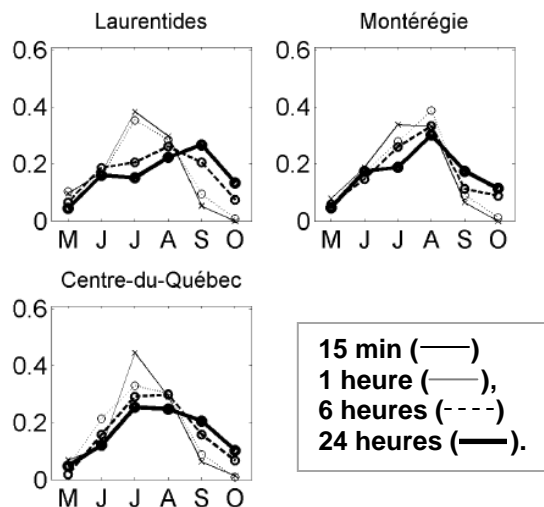 Laurentides
Montérégie
0.6
0.4
0.2
0
M J J A S O
0.6
0.4
0.2
0
M J J A S O
Centre-du-Québec
0.6
0.4
0.2
0
M J J A S O
15 min (——)
1 heure (——),
6 heures (----)
24 heures (——).